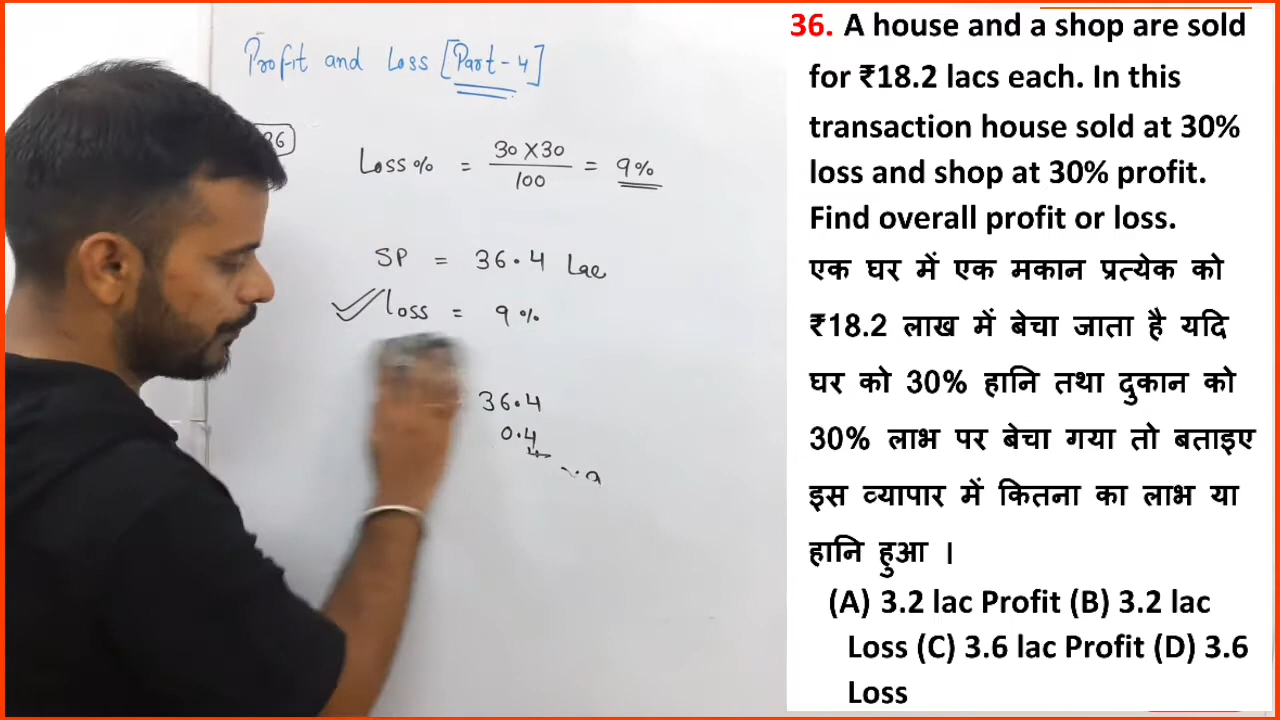 Profit and Loss [Part-4]
36
Loss% = 30 X 30 / 100 = 9%
SP = 36.4 Lac
Loss = 9%
36.4
0.4
36. A house and a shop are sold
for ₹18.2 lacs each. In this
transaction house sold at 30%
loss and shop at 30% profit.
Find overall profit or loss.
एक घर में एक मकान प्रत्येक को
₹18.2 लाख में बेचा जाता है यदि
घर को 30% हानि तथा दुकान को
30% लाभ पर बेचा गया तो बताइए
इस व्यापार में कितना का लाभ या
हानि हुआ ।
(A) 3.2 lac Profit (B) 3.2 lac
Loss (C) 3.6 lac Profit (D) 3.6
Loss